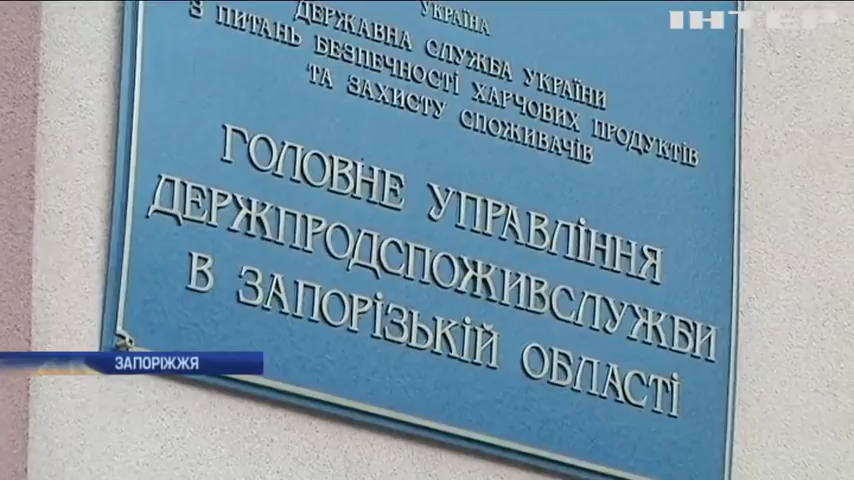 ІНТЕР
УКРАЇНА
ДЕРЖАВНА СЛУЖБА УКРАЇНИ
З ПИТАНЬ БЕЗПЕЧНОСТІ ХАРЧОВИХ ПРОДУКТІВ
ТА ЗАХИСТУ СПОЖИВАЧІВ
ГОЛОВНЕ УПРАВЛІННЯ
ДЕРЖПРОДСПОЖИВСЛУЖБИ
В ЗАПОРІЗЬКІЙ ОБЛАСТІ
ЗАПОРІЖЖЯ